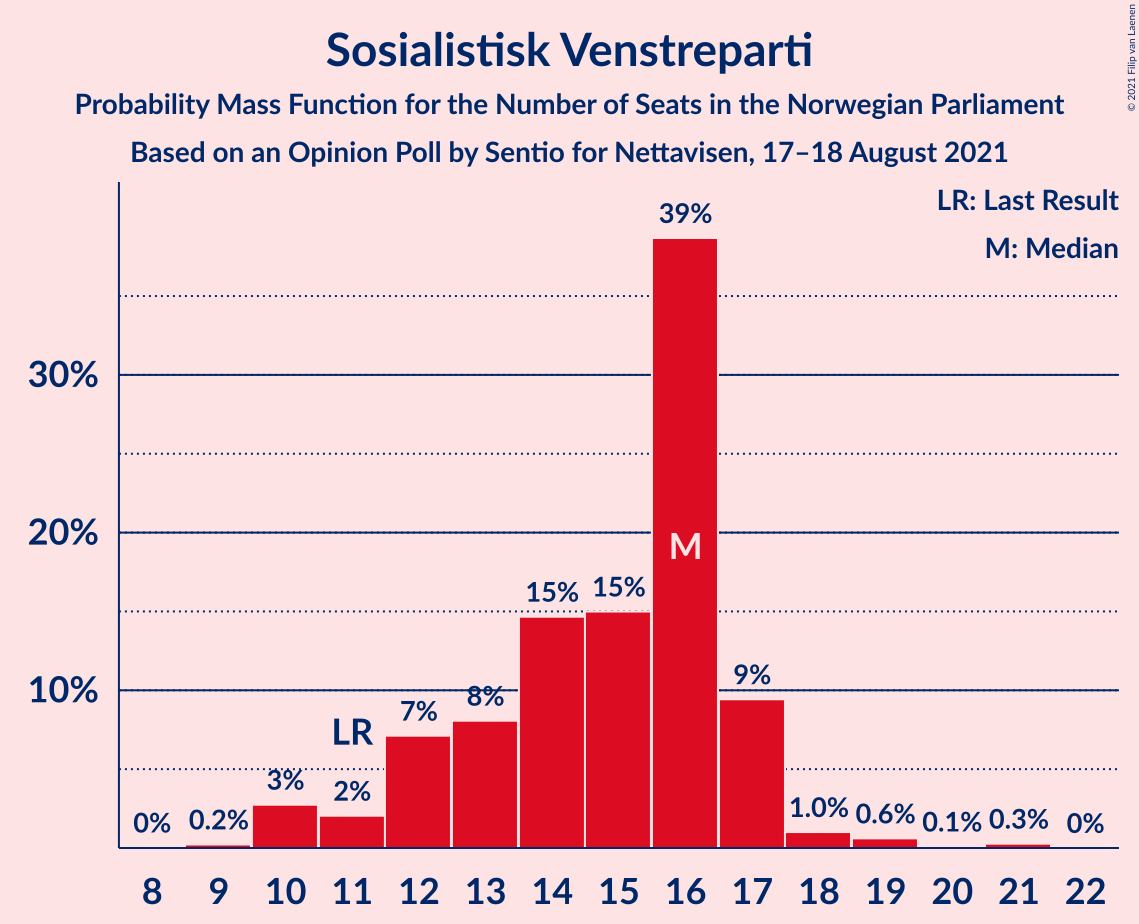 Sosialistisk Venstreparti
Probability Mass Function for the Number of Seats in the Norwegian Parliament
Based on an Opinion Poll by Sentio for Nettavisen, 17–18 August 2021
© 2021 Filip van Laenen
LR: Last Result
M: Median
30%
20%
10%
0%
0.2%
3%
2%
LR
7%
8%
15%
15%
39%
M
9%
1.0%
0.6%
0.1%
0.3%
0%
8 9 10 11 12 13 14 15 16 17 18 19 20 21 22